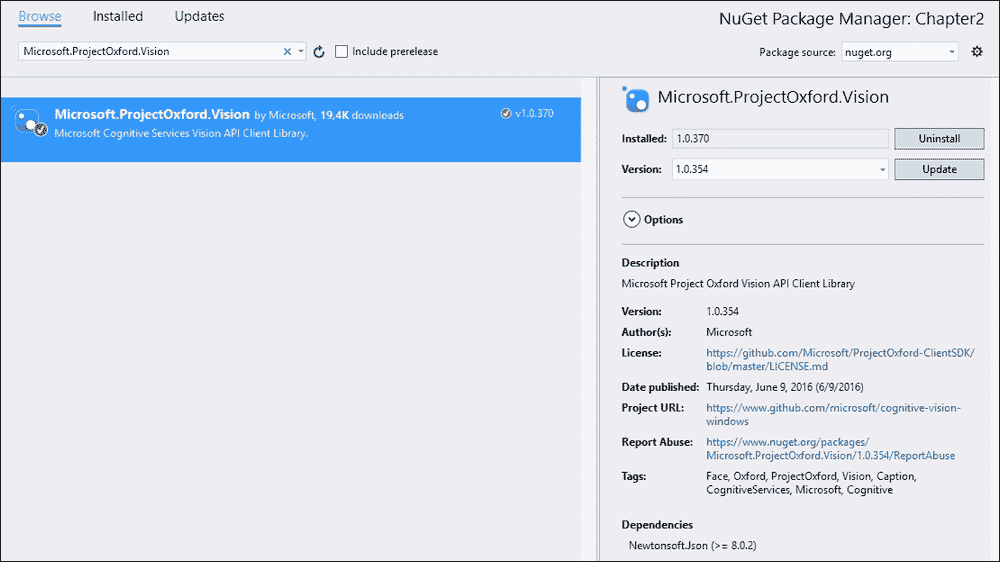 Browse Installed Updates
NuGet Package Manager: Chapter2
Microsoft.ProjectOxford.Vision
Include prerelease
Package source: nuget.org
Microsoft.ProjectOxford.Vision by Microsoft, 19,4K downloads
v1.0.370
Microsoft Cognitive Services Vision API Client Library.
Microsoft.ProjectOxford.Vision
Installed: 1.0.370 Uninstall
Version: 1.0.354 Update
Options
Description
Microsoft Project Oxford Vision API Client Library
Version: 1.0.354
Author(s): Microsoft
License: https://github.com/Microsoft/ProjectOxford-ClientSDK/
blob/master/LICENSE.md
Date published: Thursday, June 9, 2016 (6/9/2016)
Project URL: https://www.github.com/microsoft/cognitive-vision-
windows
Report Abuse: https://www.nuget.org/packages/
Microsoft.ProjectOxford.Vision/1.0.354/ReportAbuse
Tags: Face, Oxford, ProjectOxford, Vision, Caption,
CognitiveServices, Microsoft, Cognitive
Dependencies
Newtonsoft.Json (>= 8.0.2)